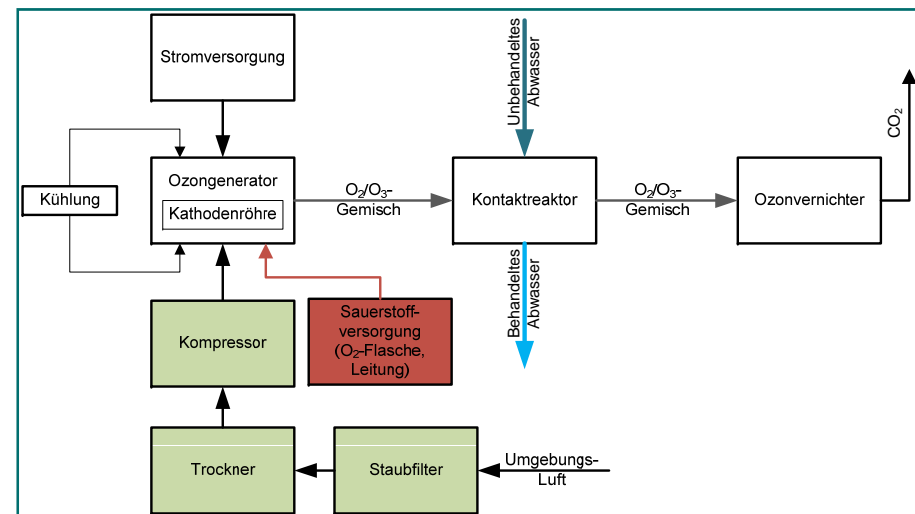 Stromversorgung
Unbehandeltes
Abwasser
CO₂
Kühlung
Ozongenerator
Kathodenröhre
O₂/O₃-
Gemisch
Kontaktreaktor
O₂/O₃-
Gemisch
Ozonvernichter
Behandeltes
Abwasser
Kompressor
Sauerstoff-
versorgung
(O₂-Flasche,
Leitung)
Trockner
Staubfilter
Umgebungs-
Luft